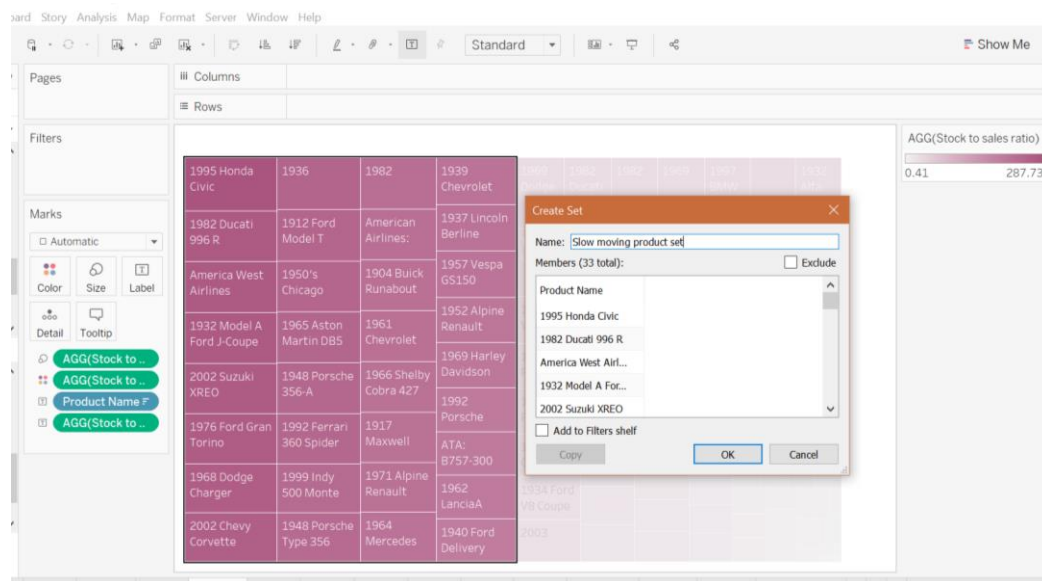 Story Analysis Map Format Server Window Help
Standard
Show Me
Pages
Columns
Rows
Filters
Marks
Automatic
Color Size Label
Detail Tooltip
AGG(Stock to ..
AGG(Stock to ..
Product Name
AGG(Stock to ..
1995 Honda
Civic
1982 Ducati
996 R
America West
Airlines
1932 Model A
Ford J-Coupe
2002 Suzuki
XREO
1976 Ford Gran
Torino
1968 Dodge
Charger
2002 Chevy
Corvette
1936
1912 Ford
Model T
1950's
Chicago
1965 Aston
Martin DB5
1948 Porsche
356-A
1992 Ferrari
360 Spider
1999 Indy
500 Monte
1948 Porsche
Type 356
1982
American
Airlines:
1904 Buick
Runabout
1961
Chevrolet
1966 Shelby
Cobra 427
1917
Maxwell
1971 Alpine
Renault
1964
Mercedes
1939
Chevrolet
1937 Lincoln
Berline
1957 Vespa
GS150
1952 Alpine
Renault
1969 Harley
Davidson
1992
Porsche
ATA:
B757-300
1962
LanciaA
1940 Ford
Delivery
1934 Ford
V8 Coupe
2003
Create Set
Name: Slow moving product set
Members (33 total):
Exclude
Product Name
1995 Honda Civic
1982 Ducati 996 R
America West Airl...
1932 Model A For...
2002 Suzuki XREO
Add to Filters shelf
Copy OK Cancel
AGG(Stock to sales ratio)
0.41 287.73